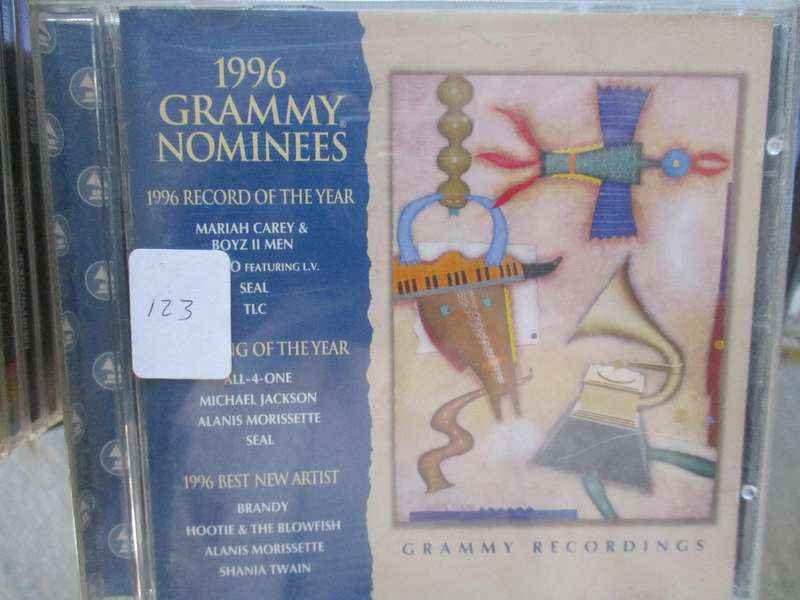 1996
GRAMMY®
NOMINEES
1996 RECORD OF THE YEAR
MARIAH CAREY &
BOYZ II MEN
O FEATURING L.V.
SEAL
TLC
123
NG OF THE YEAR
ALL-4-ONE
MICHAEL JACKSON
ALANIS MORISSETTE
SEAL
1996 BEST NEW ARTIST
BRANDY
HOOTIE & THE BLOWFISH
ALANIS MORISSETTE
SHANIA TWAIN
GRAMMY RECORDINGS